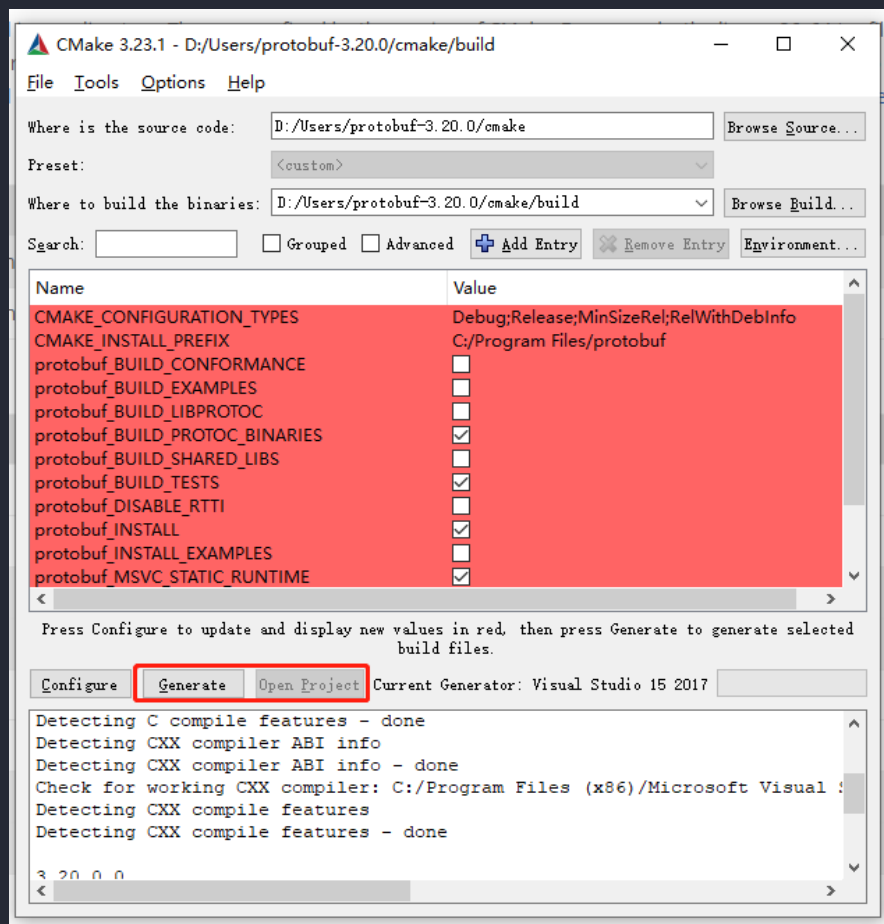 CMake 3.23.1 - D:/Users/protobuf-3.20.0/cmake/build
File Tools Options Help
Where is the source code: D:/Users/protobuf-3.20.0/cmake Browse Source...
Preset: <custom>
Where to build the binaries: D:/Users/protobuf-3.20.0/cmake/build Browse Build...
Search: Grouped Advanced Add Entry Remove Entry Environment...
Name Value
CMAKE_CONFIGURATION_TYPES Debug;Release;MinSizeRel;RelWithDebInfo
CMAKE_INSTALL_PREFIX C:/Program Files/protobuf
protobuf_BUILD_CONFORMANCE
protobuf_BUILD_EXAMPLES
protobuf_BUILD_LIBPROTOC
protobuf_BUILD_PROTOC_BINARIES
protobuf_BUILD_SHARED_LIBS
protobuf_BUILD_TESTS
protobuf_DISABLE_RTTI
protobuf_INSTALL
protobuf_INSTALL_EXAMPLES
protobuf_MSVC_STATIC_RUNTIME
Press Configure to update and display new values in red, then press Generate to generate selected
build files.
Configure Generate Open Project Current Generator: Visual Studio 15 2017
Detecting C compile features - done
Detecting CXX compiler ABI info
Detecting CXX compiler ABI info - done
Check for working CXX compiler: C:/Program Files (x86)/Microsoft Visual
Detecting CXX compile features
Detecting CXX compile features - done
3.20.0.0